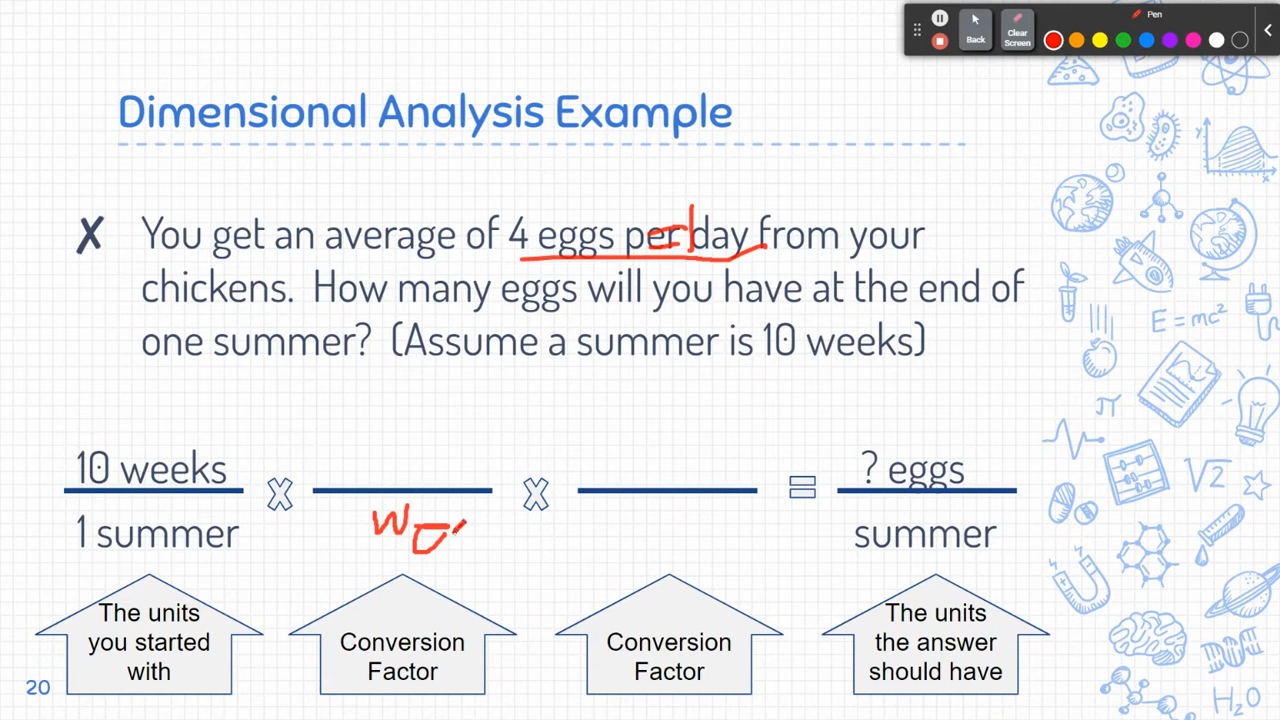 Pen
Back
Clear
Screen
Dimensional Analysis Example
✗ You get an average of 4 eggs per day from your
= 1
chickens. How many eggs will you have at the end of
one summer? (Assume a summer is 10 weeks)
10 weeks
1 summer
x
x
=
? eggs
summer
The units
you started
with
Conversion
Factor
Conversion
Factor
The units
the answer
should have
20
y
x
E=mc²
π
√2
H₂O